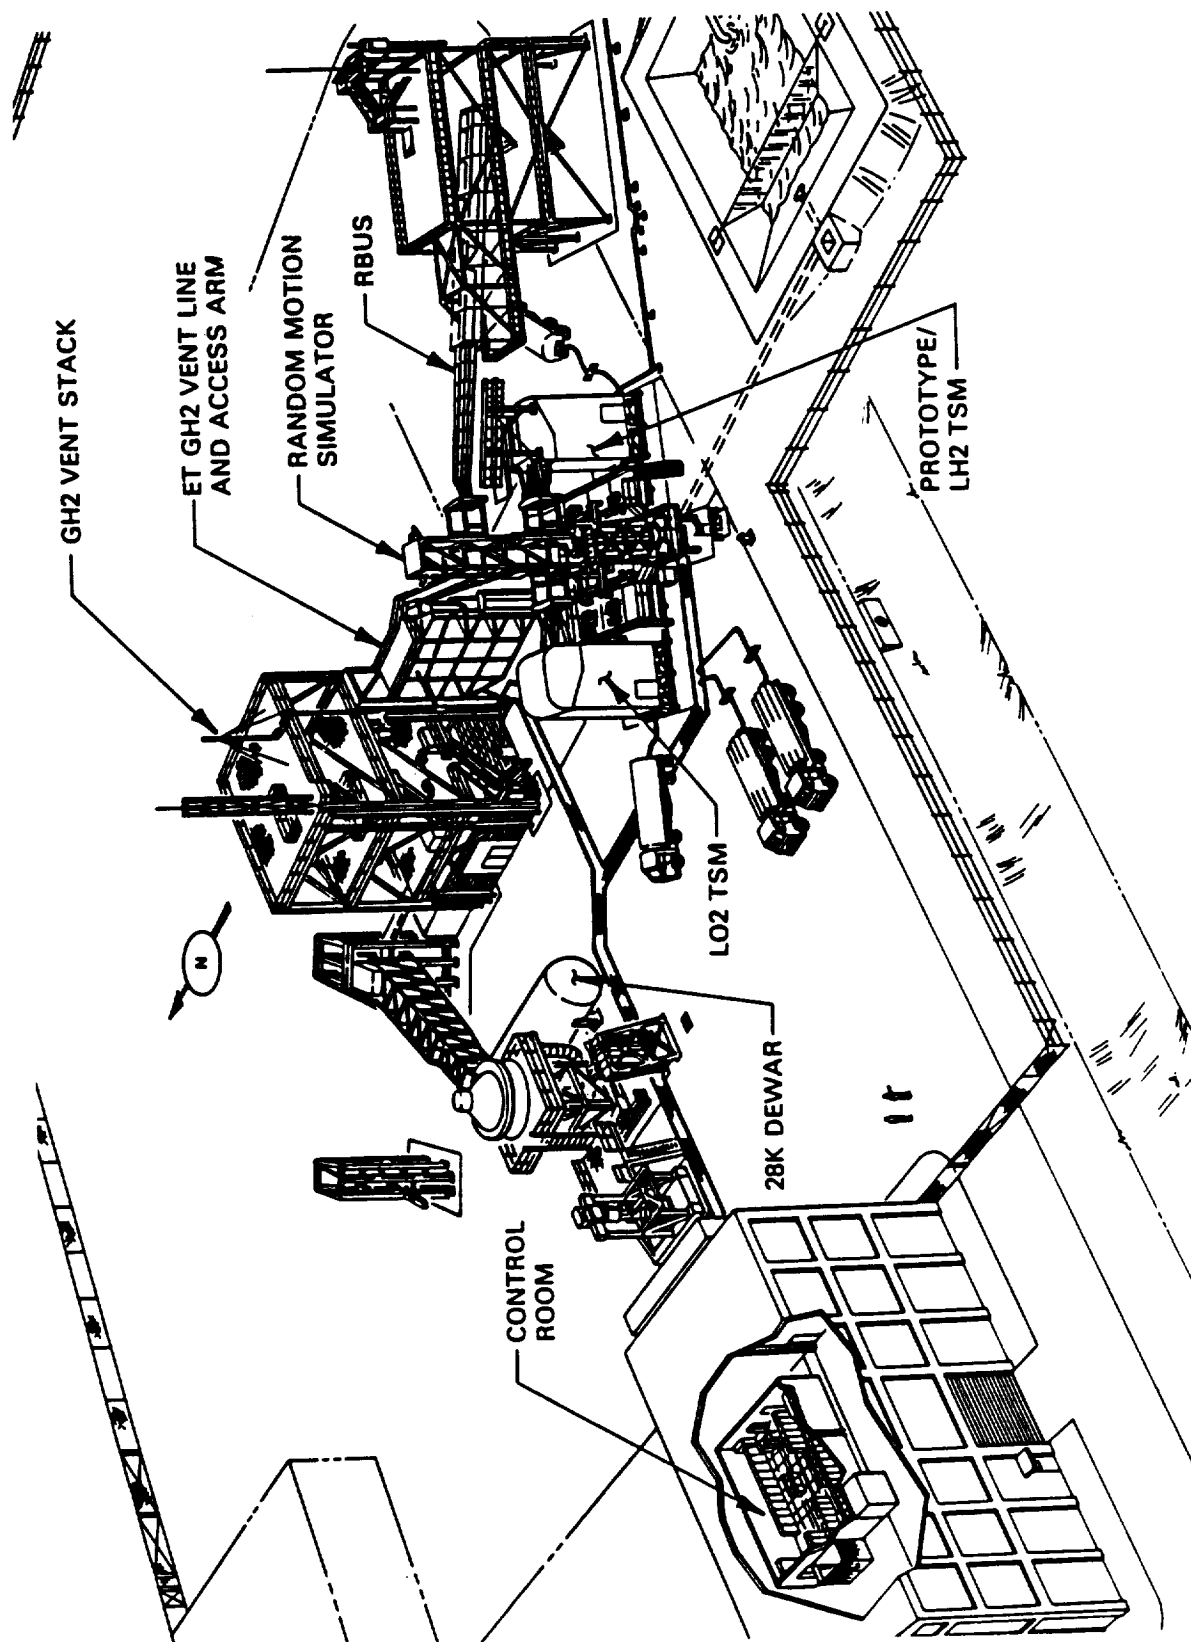 GH2 VENT STACK
ET GH2 VENT LINE
AND ACCESS ARM
RANDOM MOTION
SIMULATOR
RBUS
N
CONTROL
ROOM
28K DEWAR
LO2 TSM
PROTOTYPE/
LH2 TSM